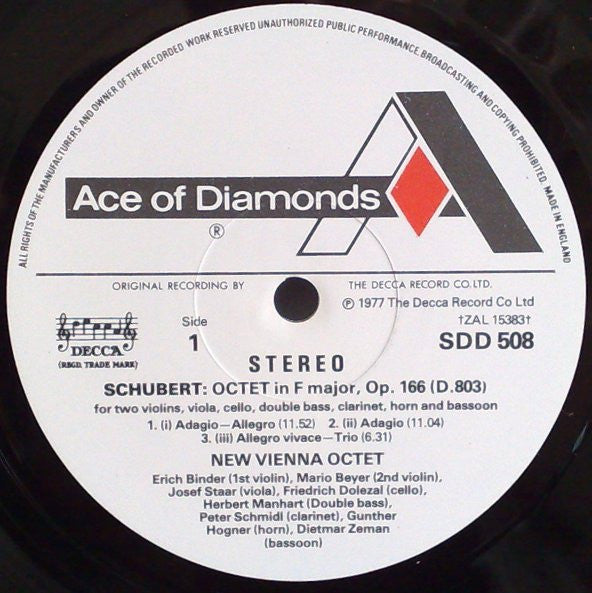 ALL RIGHTS OF THE MANUFACTURERS AND OWNER OF THE RECORDED WORK RESERVED UNAUTHORIZED PUBLIC PERFORMANCE, BROADCASTING AND COPYING PROHIBITED. MADE IN ENGLAND
Ace of Diamonds
®
ORIGINAL RECORDING BY THE DECCA RECORD CO. LTD.
℗ 1977 The Decca Record Co Ltd
†ZAL 15383†
Side
1
SDD 508
DECCA
(REGD. TRADE MARK)
STEREO
SCHUBERT: OCTET in F major, Op. 166 (D.803)
for two violins, viola, cello, double bass, clarinet, horn and bassoon
1. (i) Adagio—Allegro (11.52) 2. (ii) Adagio (11.04)
3. (iii) Allegro vivace—Trio (6.31)
NEW VIENNA OCTET
Erich Binder (1st violin), Mario Beyer (2nd violin),
Josef Staar (viola), Friedrich Dolezal (cello),
Herbert Manhart (Double bass),
Peter Schmidl (clarinet), Gunther
Hogner (horn), Dietmar Zeman
(bassoon)